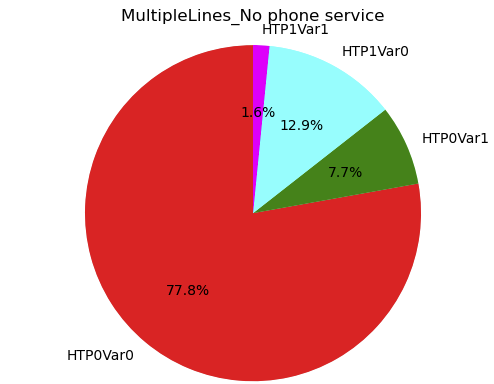 MultipleLines_No phone service
HTP1Var1
HTP1Var0
1.6%
12.9%
HTP0Var1
7.7%
77.8%
HTP0Var0